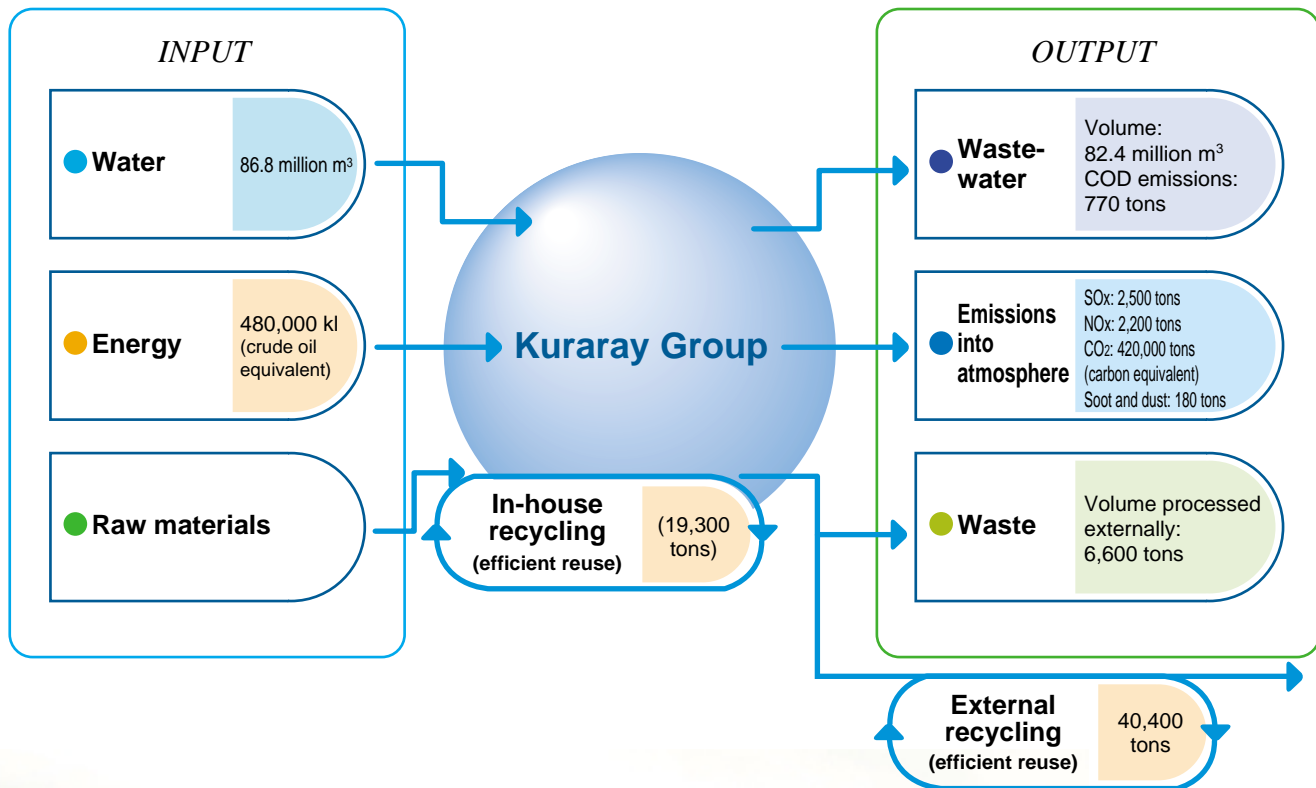 INPUT
Water
86.8 million m³
Energy
480,000 kl
(crude oil
equivalent)
Raw materials
Kuraray Group
In-house
recycling
(efficient reuse)
(19,300
tons)
OUTPUT
Waste-
water
Volume:
82.4 million m³
COD emissions:
770 tons
Emissions
into
atmosphere
SOx: 2,500 tons
NOx: 2,200 tons
CO₂: 420,000 tons
(carbon equivalent)
Soot and dust: 180 tons
Waste
Volume processed
externally:
6,600 tons
External
recycling
(efficient reuse)
40,400
tons